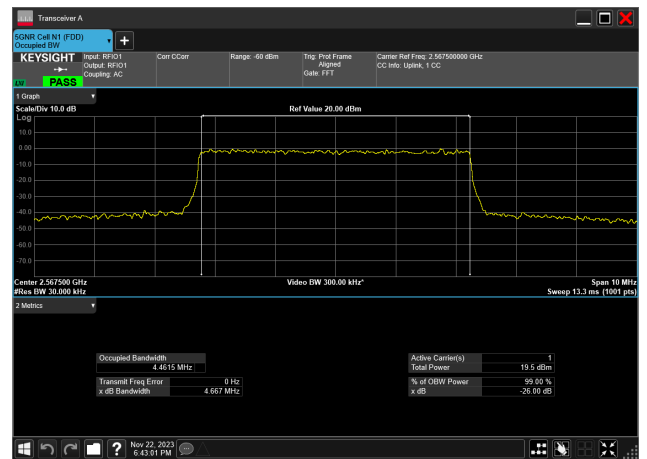 Transceiver A
5GNR Cell N1 (FDD)
Occupied BW
KEYSIGHT
LXI
PASS
Input: RFIO1
Output: RFIO1
Coupling: AC
Corr CCorr
Range: -60 dBm
Trig: Prot Frame
Aligned
Gate: FFT
Carrier Ref Freq: 2.567500000 GHz
CC Info: Uplink, 1 CC
1 Graph
Scale/Div 10.0 dB
Ref Value 20.00 dBm
Log
10.0
0.00
-10.0
-20.0
-30.0
-40.0
-50.0
-60.0
-70.0
Center 2.567500 GHz
Video BW 300.00 kHz*
Span 10 MHz
#Res BW 30.000 kHz
Sweep 13.3 ms (1001 pts)
2 Metrics
Occupied Bandwidth
4.4615 MHz
Transmit Freq Error 0 Hz
x dB Bandwidth 4.667 MHz
Active Carrier(s) 1
Total Power 19.5 dBm
% of OBW Power 99.00 %
x dB -26.00 dB
?
Nov 22, 2023
6:43:01 PM